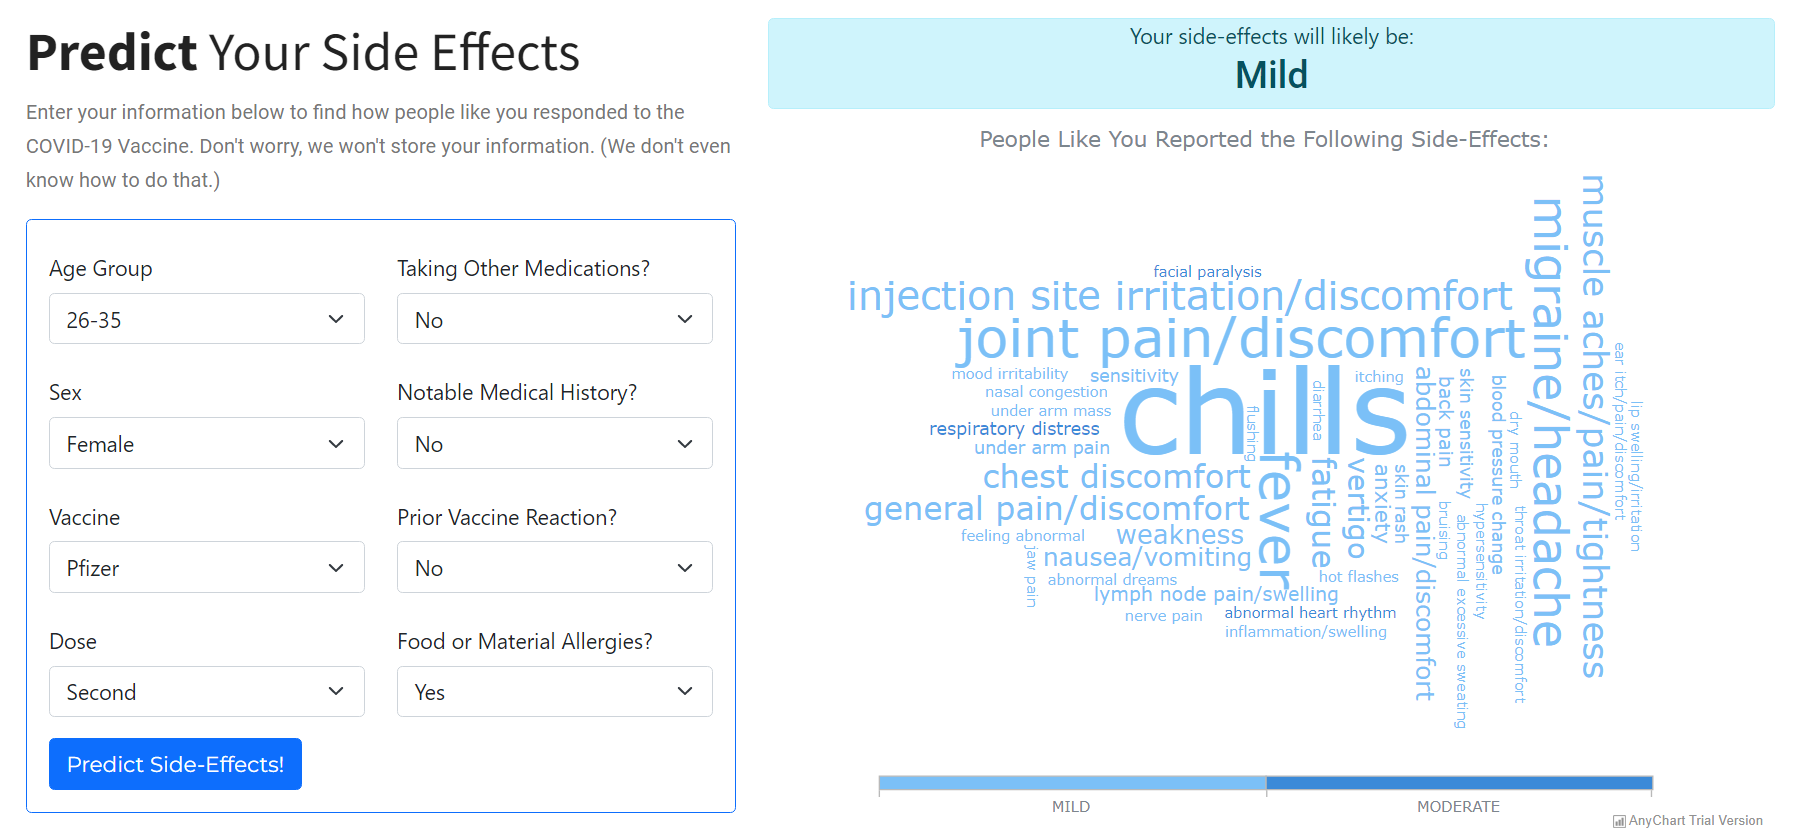 Predict Your Side Effects
Enter your information below to find how people like you responded to the
COVID-19 Vaccine. Don't worry, we won't store your information. (We don't even
know how to do that.)
Age Group
26-35
Taking Other Medications?
No
Sex
Female
Notable Medical History?
No
Vaccine
Pfizer
Prior Vaccine Reaction?
No
Dose
Second
Food or Material Allergies?
Yes
Predict Side-Effects!
Your side-effects will likely be:
Mild
People Like You Reported the Following Side-Effects:
facial paralysis
injection site irritation/discomfort
joint pain/discomfort
mood irritability
sensitivity
nasal congestion
under arm mass
respiratory distress
under arm pain
chills
flushing
diarrhea
itching
chest discomfort
general pain/discomfort
feeling abnormal
weakness
jaw pain
nausea/vomiting
abnormal dreams
lymph node pain/swelling
nerve pain
abnormal heart rhythm
inflammation/swelling
fever
fatigue
hot flashes
vertigo
anxiety
skin rash
abdominal pain/discomfort
back pain
bruising
skin sensitivity
abnormal excessive sweating
hypersensitivity
blood pressure change
dry mouth
throat irritation/discomfort
migraine/headache
muscle aches/pain/tightness
ear itch/pain/discomfort
lip swelling/irritation
MILD
MODERATE
AnyChart Trial Version